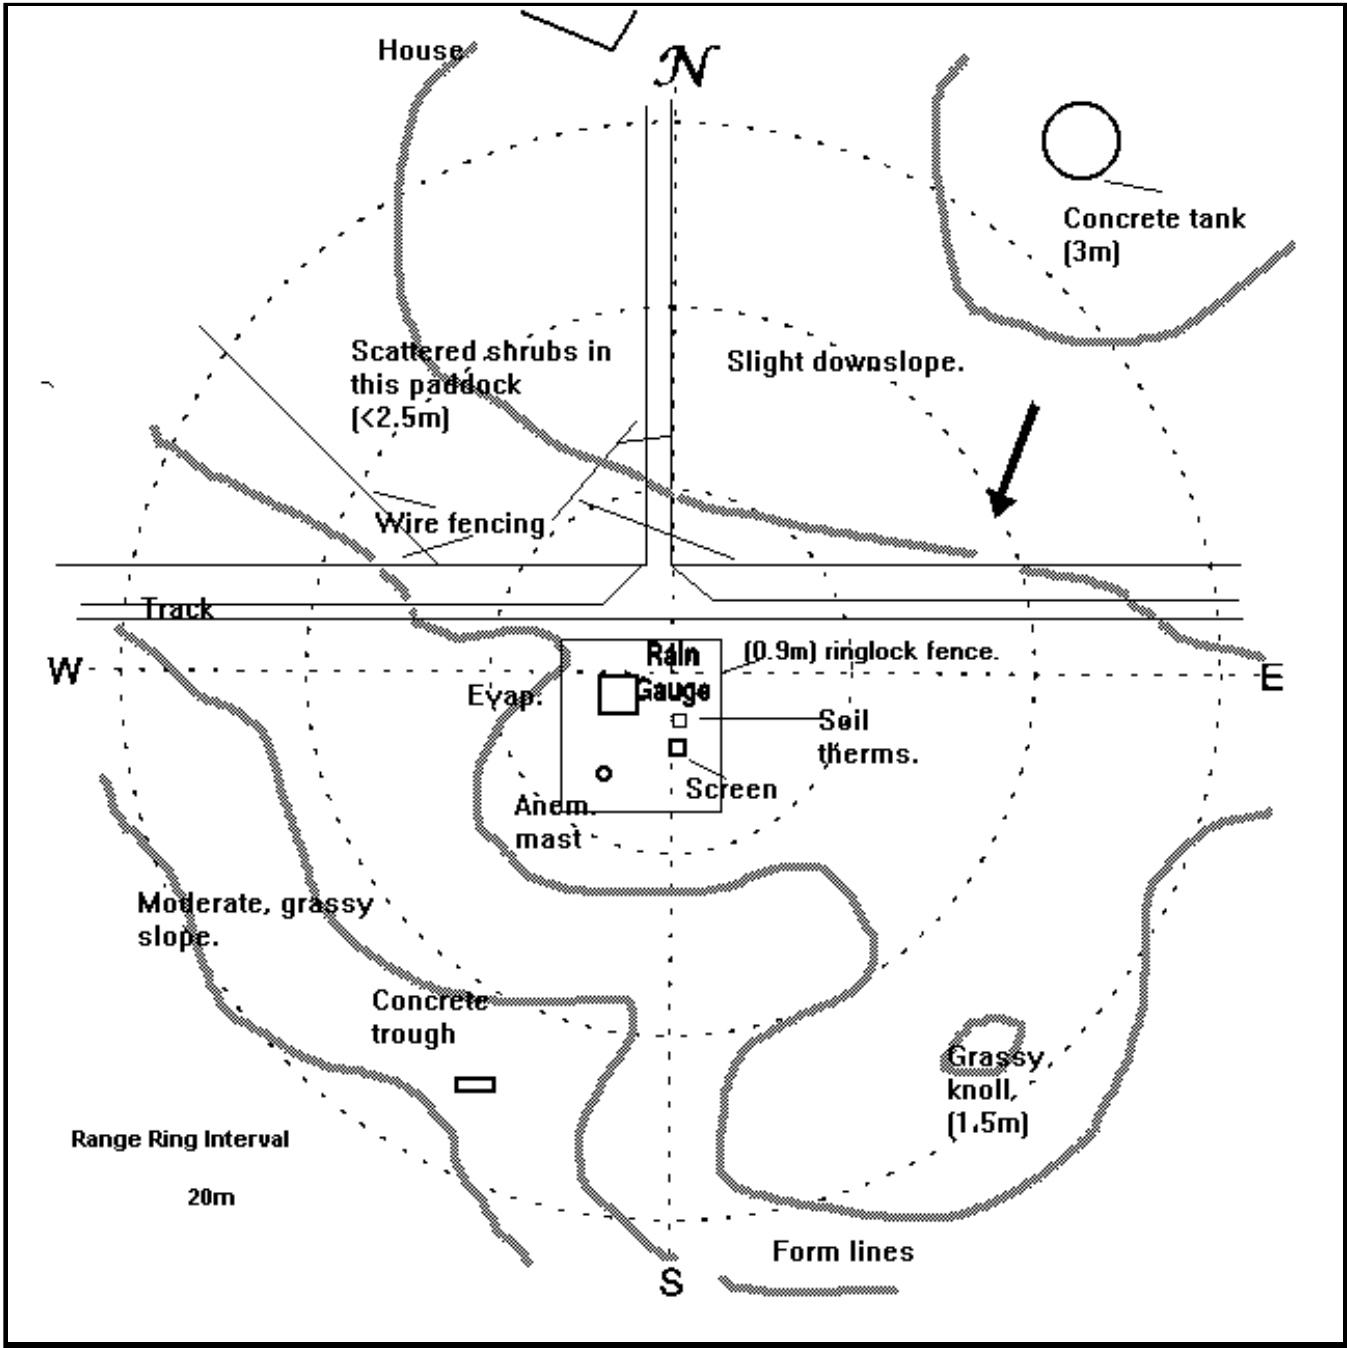 House
N
Concrete tank
(3m)
Scattered shrubs in
this paddock
(<2.5m)
Slight downslope.
Wire fencing
Track
W
E
Rain
Gauge
(0.9m) ringlock fence.
Evap.
Soil
therms.
Screen
Anem.
mast
Moderate, grassy
slope.
Concrete
trough
Grassy
knoll,
(1.5m)
Range Ring Interval
20m
Form lines
S